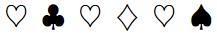 ♡ ♣ ♡ ♢ ♡ ♠